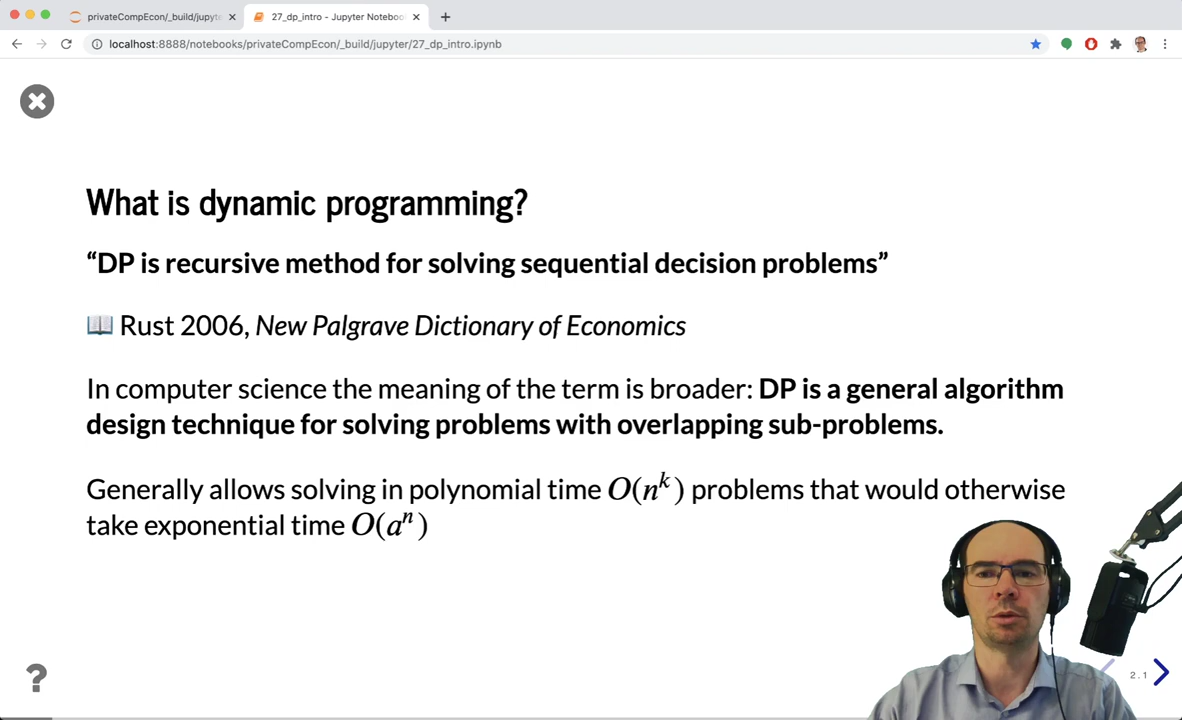 privateCompEcon/_build/jupyte
27_dp_intro - Jupyter Noteboo
localhost:8888/notebooks/privateCompEcon/_build/jupyter/27_dp_intro.ipynb
What is dynamic programming?
“DP is recursive method for solving sequential decision problems”
📖 Rust 2006, New Palgrave Dictionary of Economics
In computer science the meaning of the term is broader: DP is a general algorithm
design technique for solving problems with overlapping sub-problems.
Generally allows solving in polynomial time O(n^k) problems that would otherwise
take exponential time O(a^n)
?
2.1